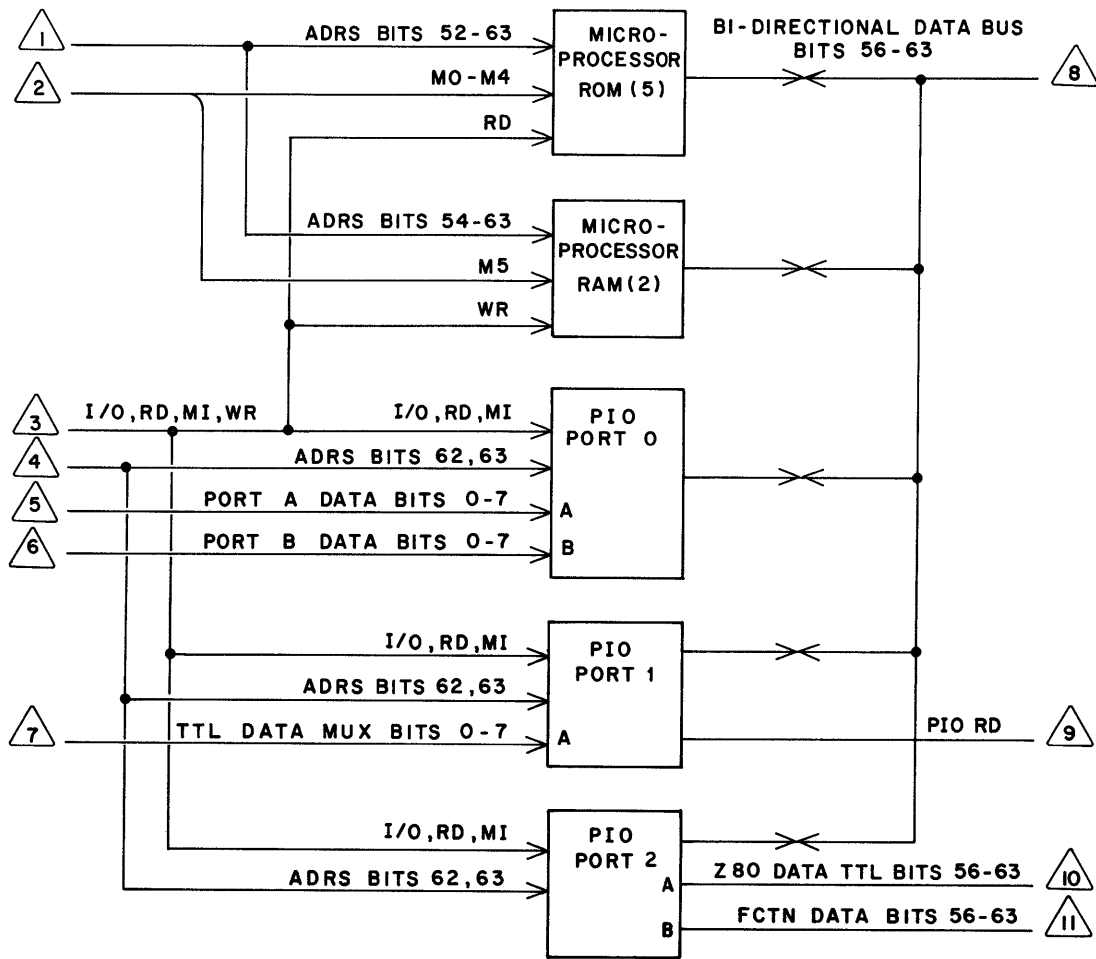 1
ADRS BITS 52-63
MICRO-
PROCESSOR
ROM (5)
BI-DIRECTIONAL DATA BUS
BITS 56-63
8
2
MO-M4
RD
ADRS BITS 54-63
MICRO-
PROCESSOR
RAM (2)
M5
WR
3
I/O,RD,MI,WR
I/O,RD,MI
PIO
PORT 0
4
ADRS BITS 62,63
5
PORT A DATA BITS 0-7
A
6
PORT B DATA BITS 0-7
B
I/O,RD,MI
PIO
PORT 1
ADRS BITS 62,63
7
TTL DATA MUX BITS 0-7
A
PIO RD
9
I/O,RD,MI
PIO
PORT 2
ADRS BITS 62,63
A
Z80 DATA TTL BITS 56-63
10
B
FCTN DATA BITS 56-63
11